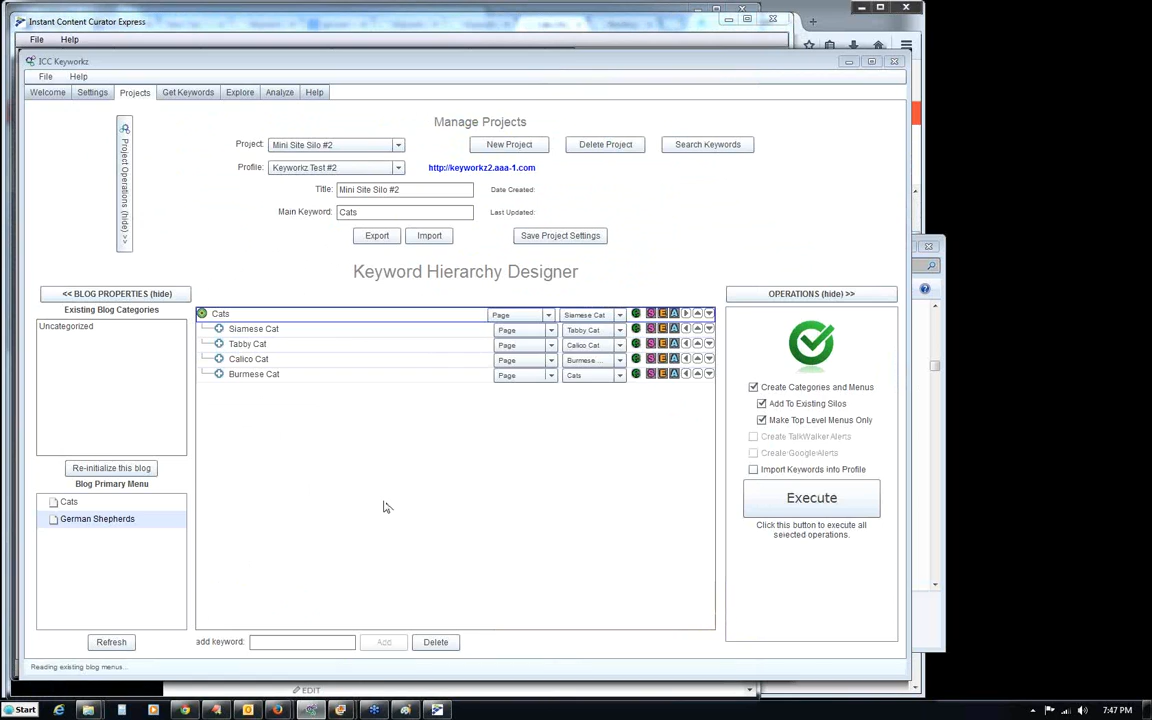 Instant Content Curator Express
File Help
ICC Keyworkz
File Help
Welcome Settings Projects Get Keywords Explore Analyze Help
Manage Projects
Project: Mini Site Silo #2 New Project Delete Project Search Keywords
Profile: Keyworkz Test #2 http://keyworkz2.aaa-1.com
Title: Mini Site Silo #2 Date Created:
Main Keyword: Cats Last Updated:
Export Import Save Project Settings
Project Operations (hide) >>
Keyword Hierarchy Designer
<< BLOG PROPERTIES (hide)
Existing Blog Categories
Uncategorized
Re-initialize this blog
Blog Primary Menu
Cats
German Shepherds
Refresh
Cats Page Siamese Cat S E A
Siamese Cat Page Tabby Cat S E A
Tabby Cat Page Calico Cat S E A
Calico Cat Page Burmese ... S E A
Burmese Cat Page Cats S E A
add keyword: Add Delete
OPERATIONS (hide) >>
Create Categories and Menus
Add To Existing Silos
Make Top Level Menus Only
Create TalkWalker Alerts
Create Google Alerts
Import Keywords into Profile
Execute
Click this button to execute all
selected operations.
Reading existing blog menus...
EDIT
Start 7:47 PM